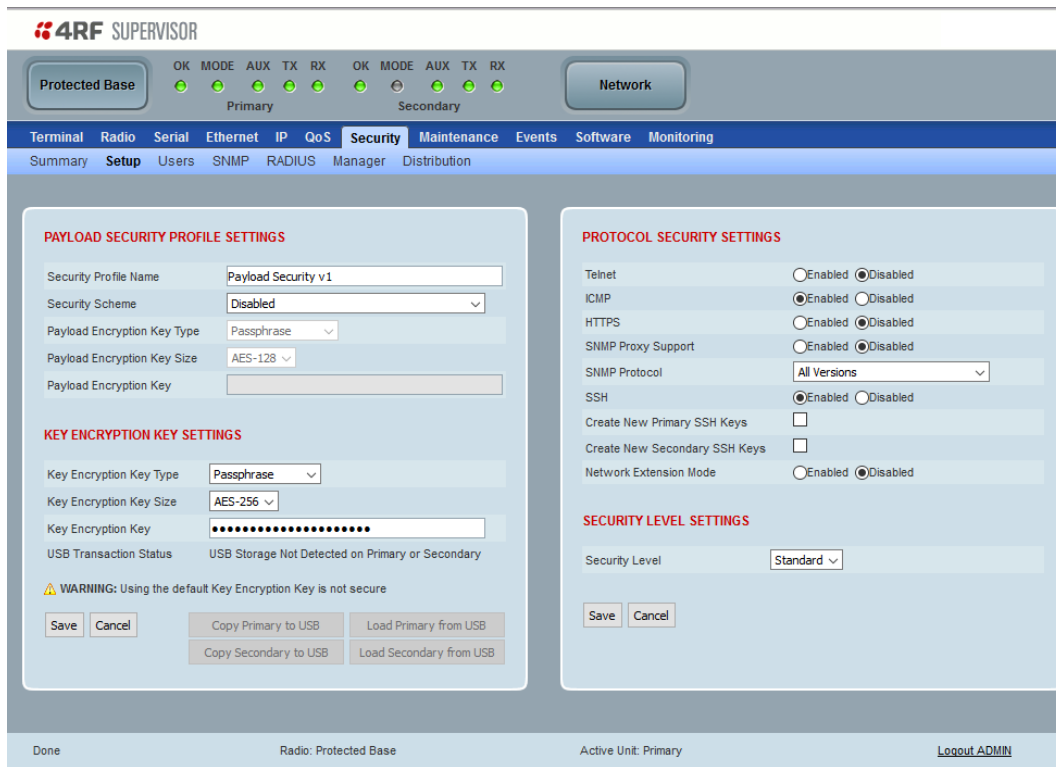 4RF SUPERVISOR
Protected Base
OK MODE AUX TX RX OK MODE AUX TX RX
Primary Secondary
Network
Terminal Radio Serial Ethernet IP QoS Security Maintenance Events Software Monitoring
Summary Setup Users SNMP RADIUS Manager Distribution
PAYLOAD SECURITY PROFILE SETTINGS
Security Profile Name Payload Security v1
Security Scheme Disabled
Payload Encryption Key Type Passphrase
Payload Encryption Key Size AES-128
Payload Encryption Key
KEY ENCRYPTION KEY SETTINGS
Key Encryption Key Type Passphrase
Key Encryption Key Size AES-256
Key Encryption Key •••••••••••••••••••••
USB Transaction Status USB Storage Not Detected on Primary or Secondary
WARNING: Using the default Key Encryption Key is not secure
Save Cancel Copy Primary to USB Load Primary from USB
Copy Secondary to USB Load Secondary from USB
PROTOCOL SECURITY SETTINGS
Telnet Enabled Disabled
ICMP Enabled Disabled
HTTPS Enabled Disabled
SNMP Proxy Support Enabled Disabled
SNMP Protocol All Versions
SSH Enabled Disabled
Create New Primary SSH Keys
Create New Secondary SSH Keys
Network Extension Mode Enabled Disabled
SECURITY LEVEL SETTINGS
Security Level Standard
Save Cancel
Done Radio: Protected Base Active Unit: Primary Logout ADMIN